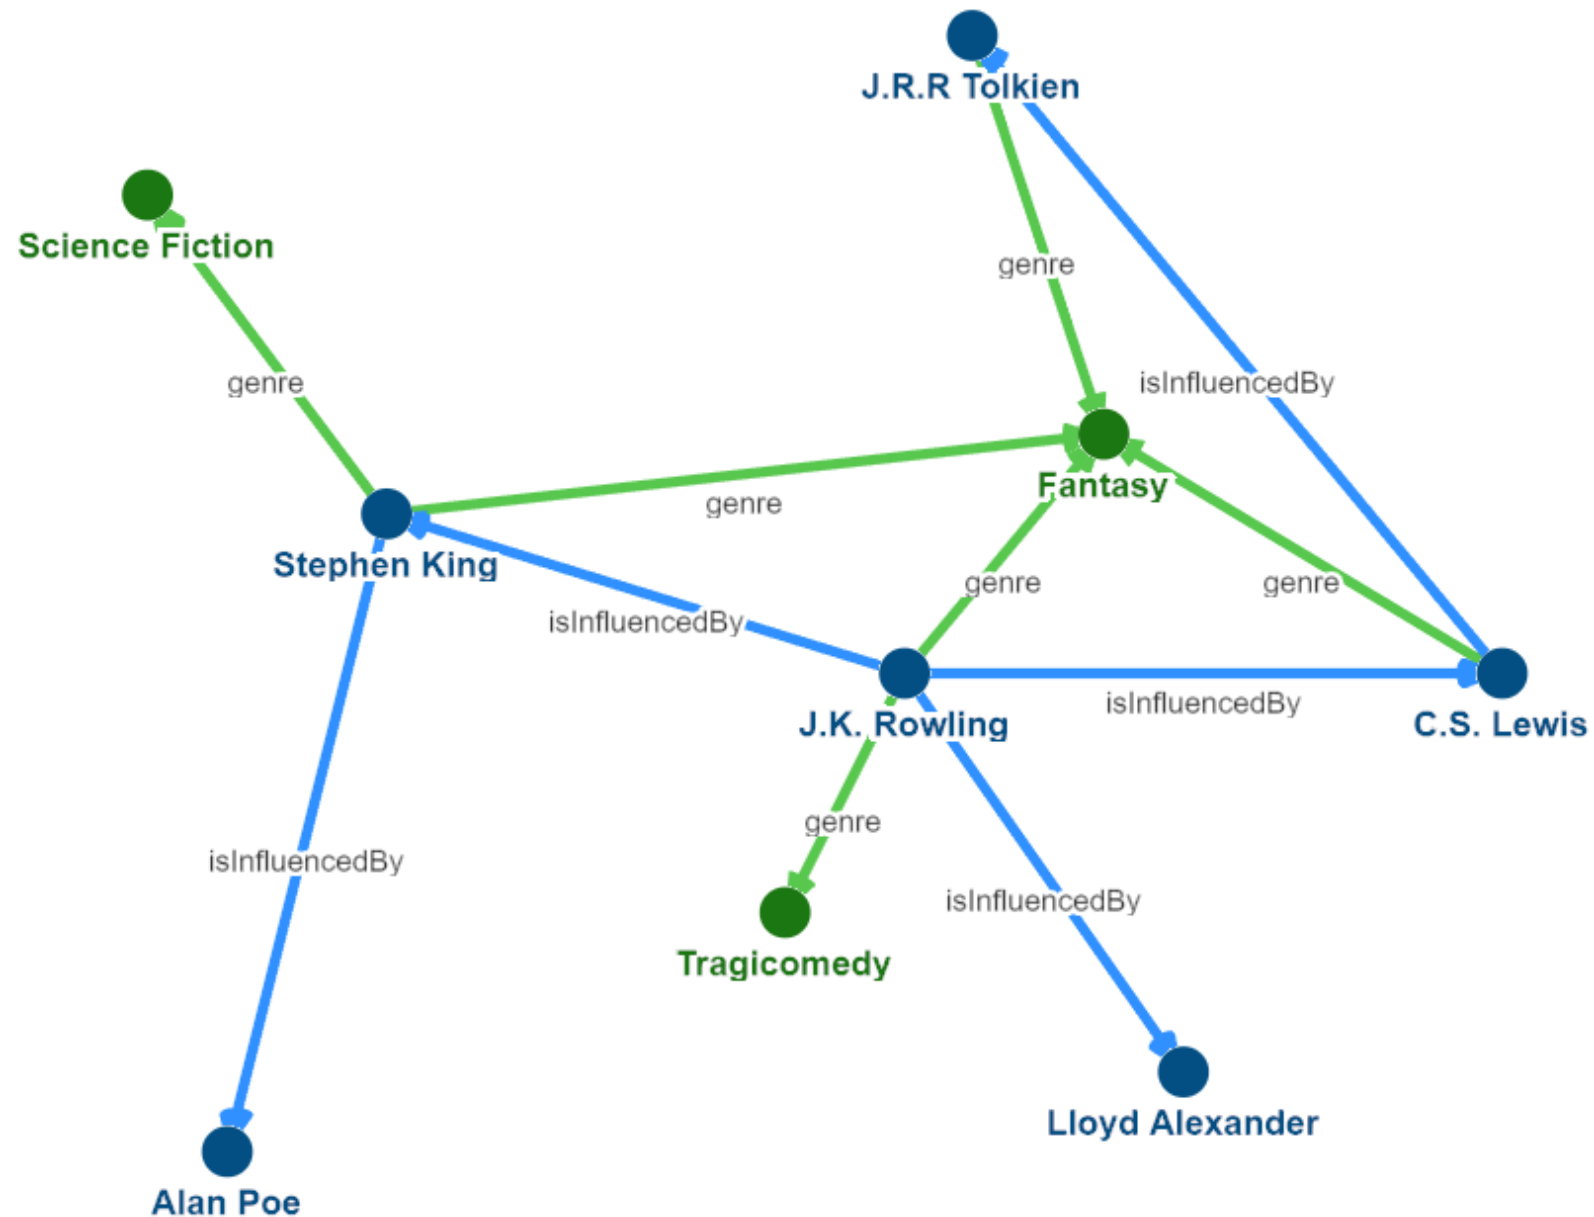 J.R.R Tolkien
Science Fiction
genre
genre
isInfluencedBy
Fantasy
genre
Stephen King
genre
genre
isInfluencedBy
isInfluencedBy
J.K. Rowling
C.S. Lewis
genre
isInfluencedBy
isInfluencedBy
Tragicomedy
Lloyd Alexander
Alan Poe